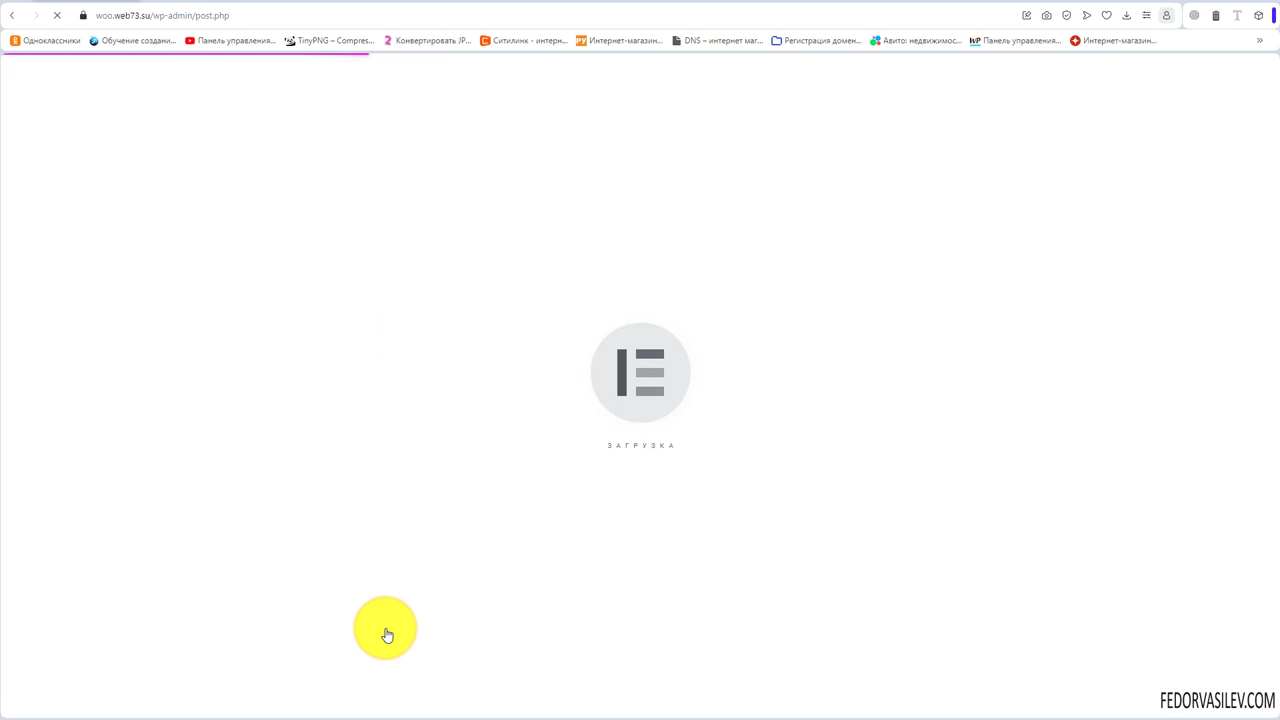 woo.web73.su/wp-admin/post.php
Одноклассники
Обучение создани...
Панель управления...
TinyPNG – Compres...
Конвертировать JP...
Ситилинк - интерн...
Интернет-магазин...
DNS – интернет маг...
Регистрация домен...
Авито: недвижимос...
Панель управления...
Интернет-магазин...
ЗАГРУЗКА
FEDORVASILEV.COM